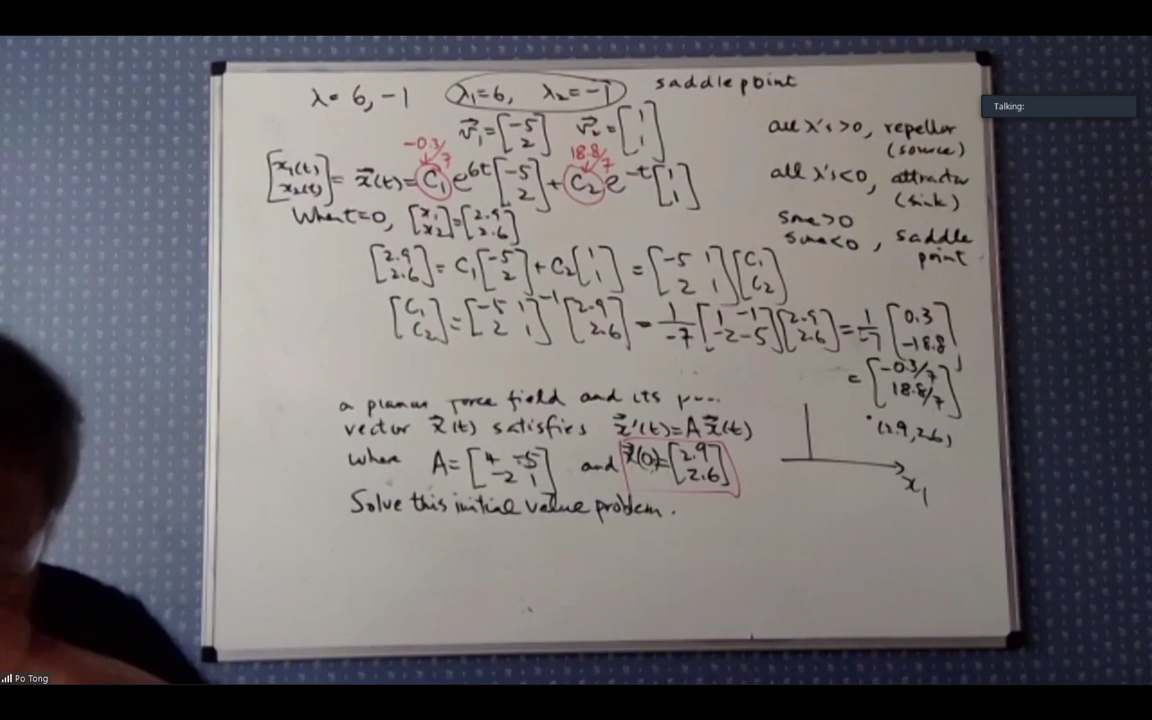 λ = 6, -1    λ₁=6, λ₂=-1    saddle point
v⃗₁=[-5; 2]  v⃗₂=[1; 1]
-0.3/7    18.8/7
[x₁(t); x₂(t)] = x⃗(t) = C₁e^{6t}[-5; 2] + C₂e^{-t}[1; 1]
When t=0, [x₁; x₂]=[2.9; 2.6]
[2.9; 2.6] = C₁[-5; 2] + C₂[1; 1] = [-5 1; 2 1][C₁; C₂]
[C₁; C₂] = [-5 1; 2 1]⁻¹[2.9; 2.6] = 1/-7 [1 -1; -2 -5][2.9; 2.6] = 1/-7 [0.3; -18.8]
= [-0.3/7; 18.8/7]
all λ's >0, repellor
(source)
all λ's <0, attractor
(sink)
some >0
some <0, saddle
point
a planar force field and its
vector x⃗(t) satisfies x⃗'(t)=Ax⃗(t)
where A=[4 -5; -2 1] and x⃗(0)=[2.9; 2.6]
Solve this initial value problem.
(2.9, 2.6)
x₁
Talking:
Po Tong